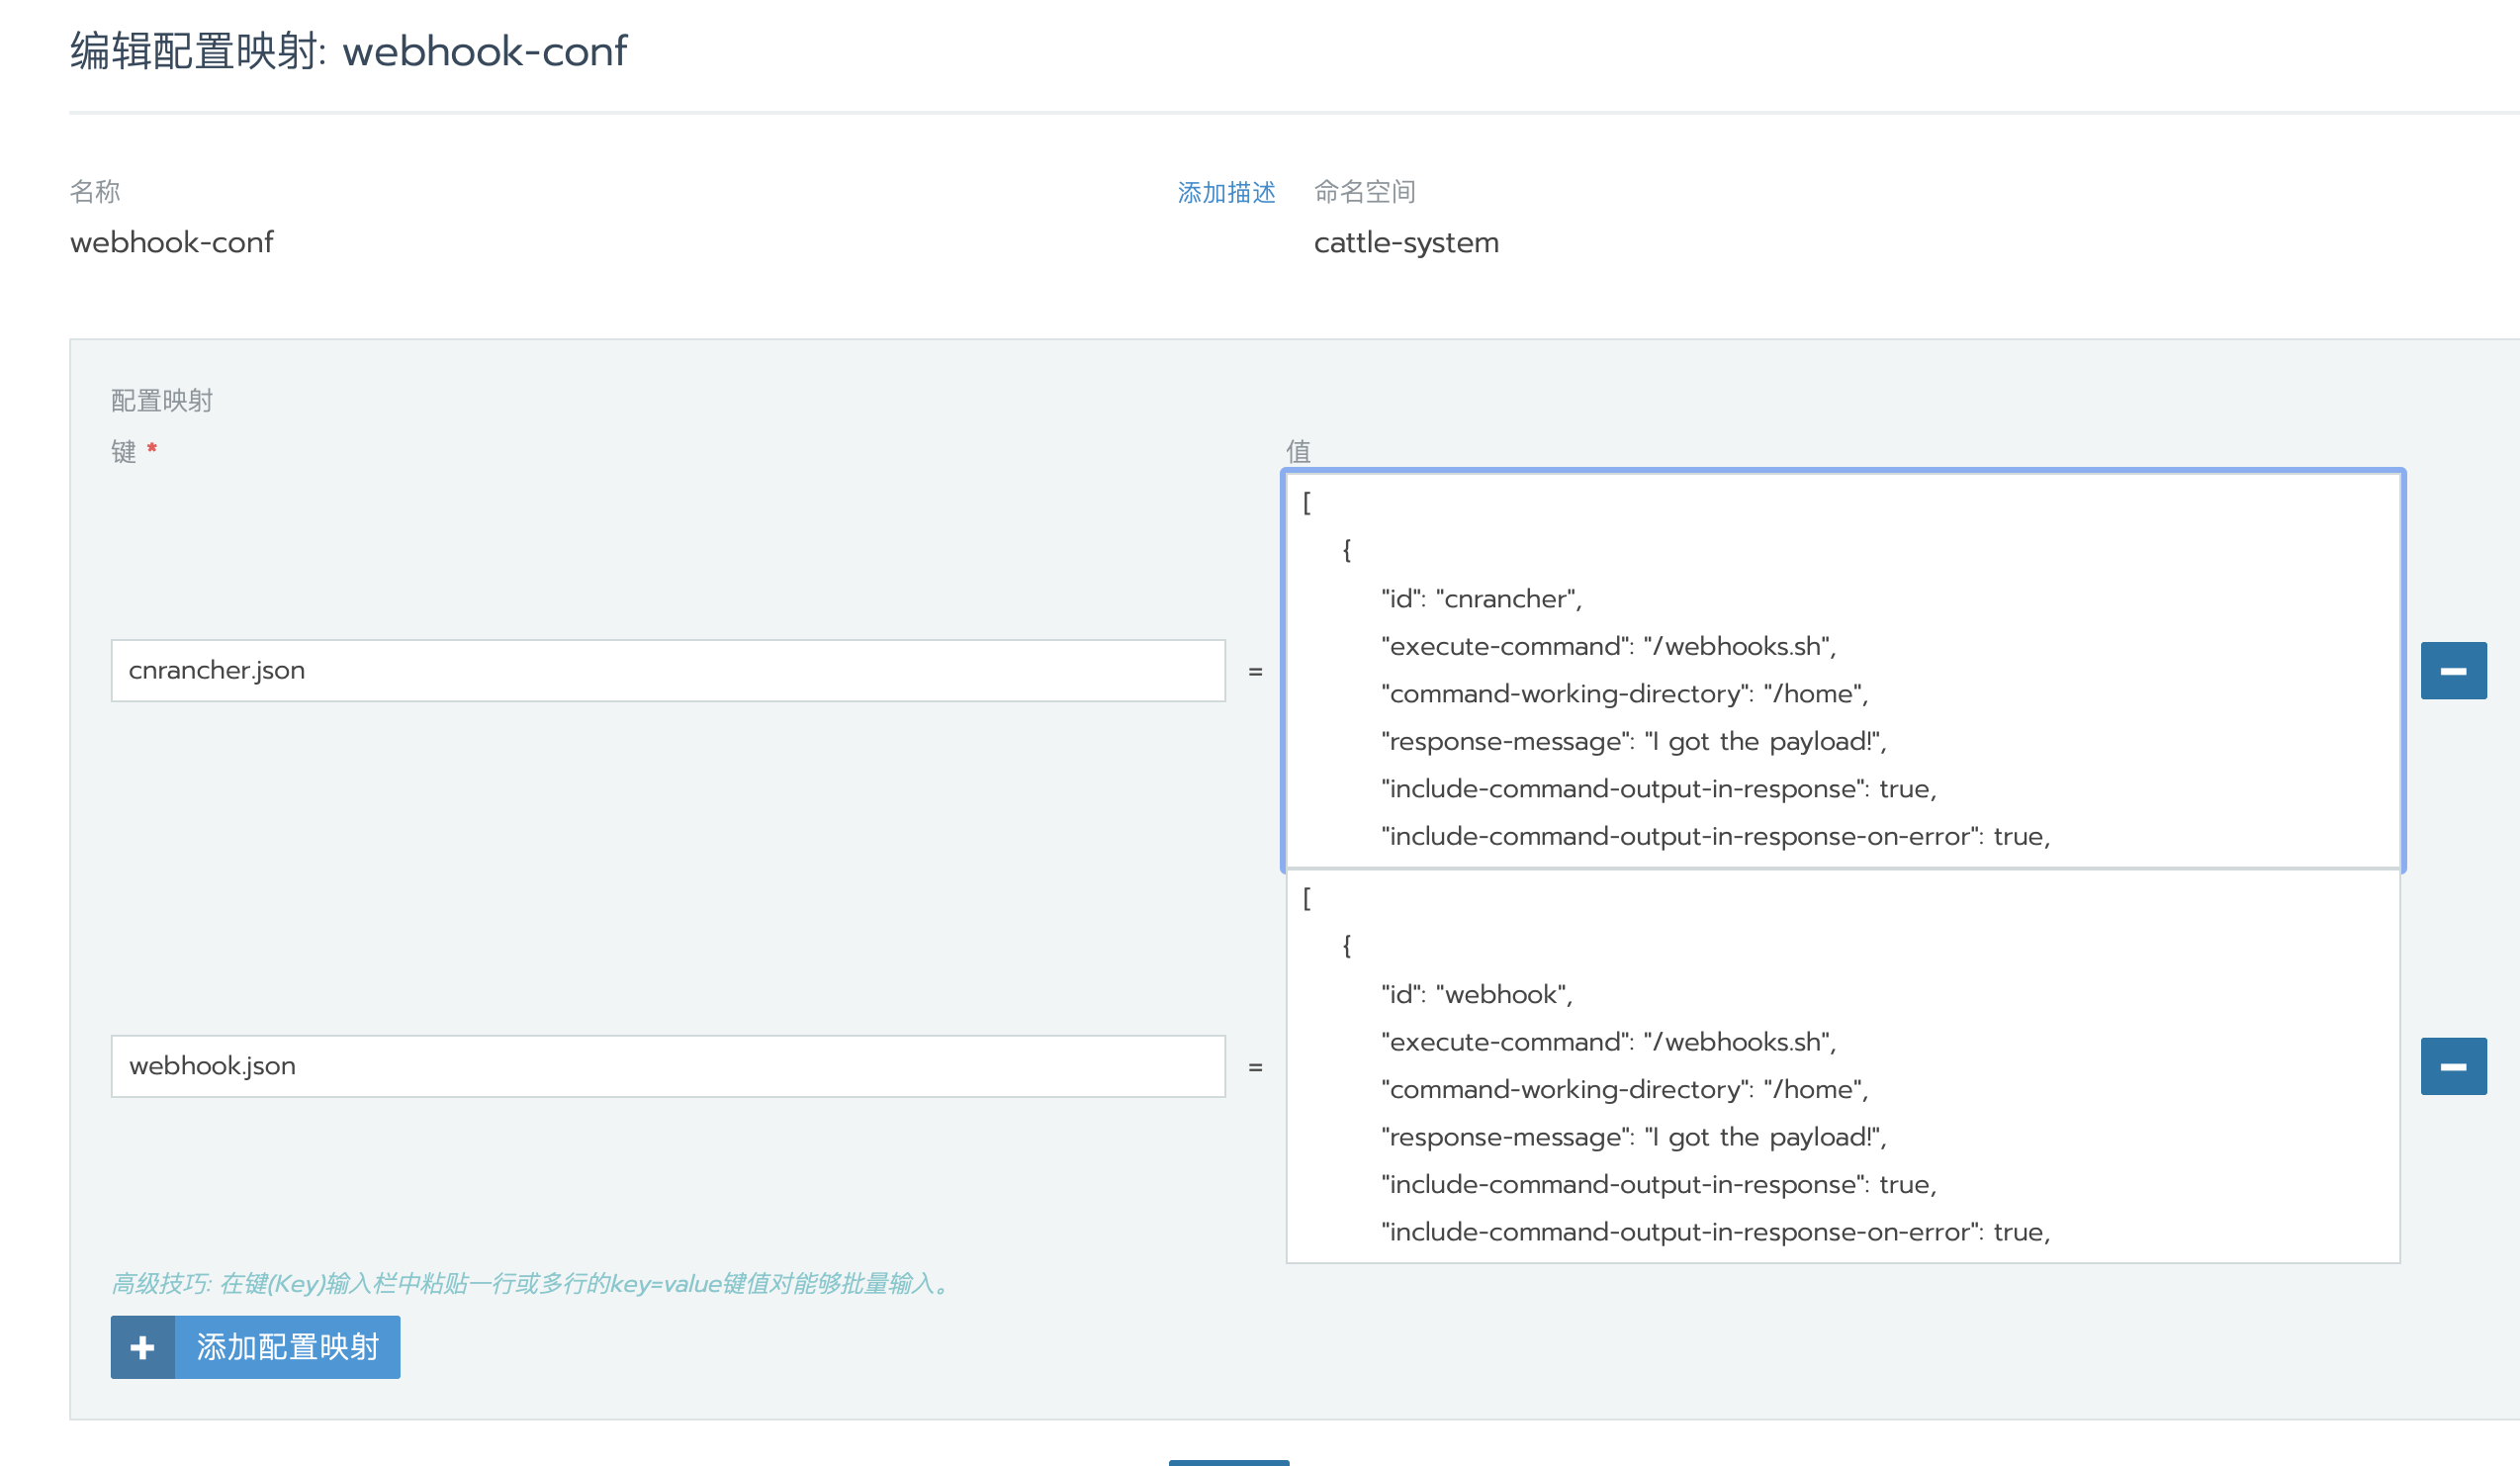 编辑配置映射: webhook-conf
名称
添加描述
命名空间
webhook-conf
cattle-system
配置映射
键 *
值
cnrancher.json
=
[
{
"id": "cnrancher",
"execute-command": "/webhooks.sh",
"command-working-directory": "/home",
"response-message": "I got the payload!",
"include-command-output-in-response": true,
"include-command-output-in-response-on-error": true,
webhook.json
=
[
{
"id": "webhook",
"execute-command": "/webhooks.sh",
"command-working-directory": "/home",
"response-message": "I got the payload!",
"include-command-output-in-response": true,
"include-command-output-in-response-on-error": true,
高级技巧: 在键(Key)输入栏中粘贴一行或多行的key=value键值对能够批量输入。
添加配置映射